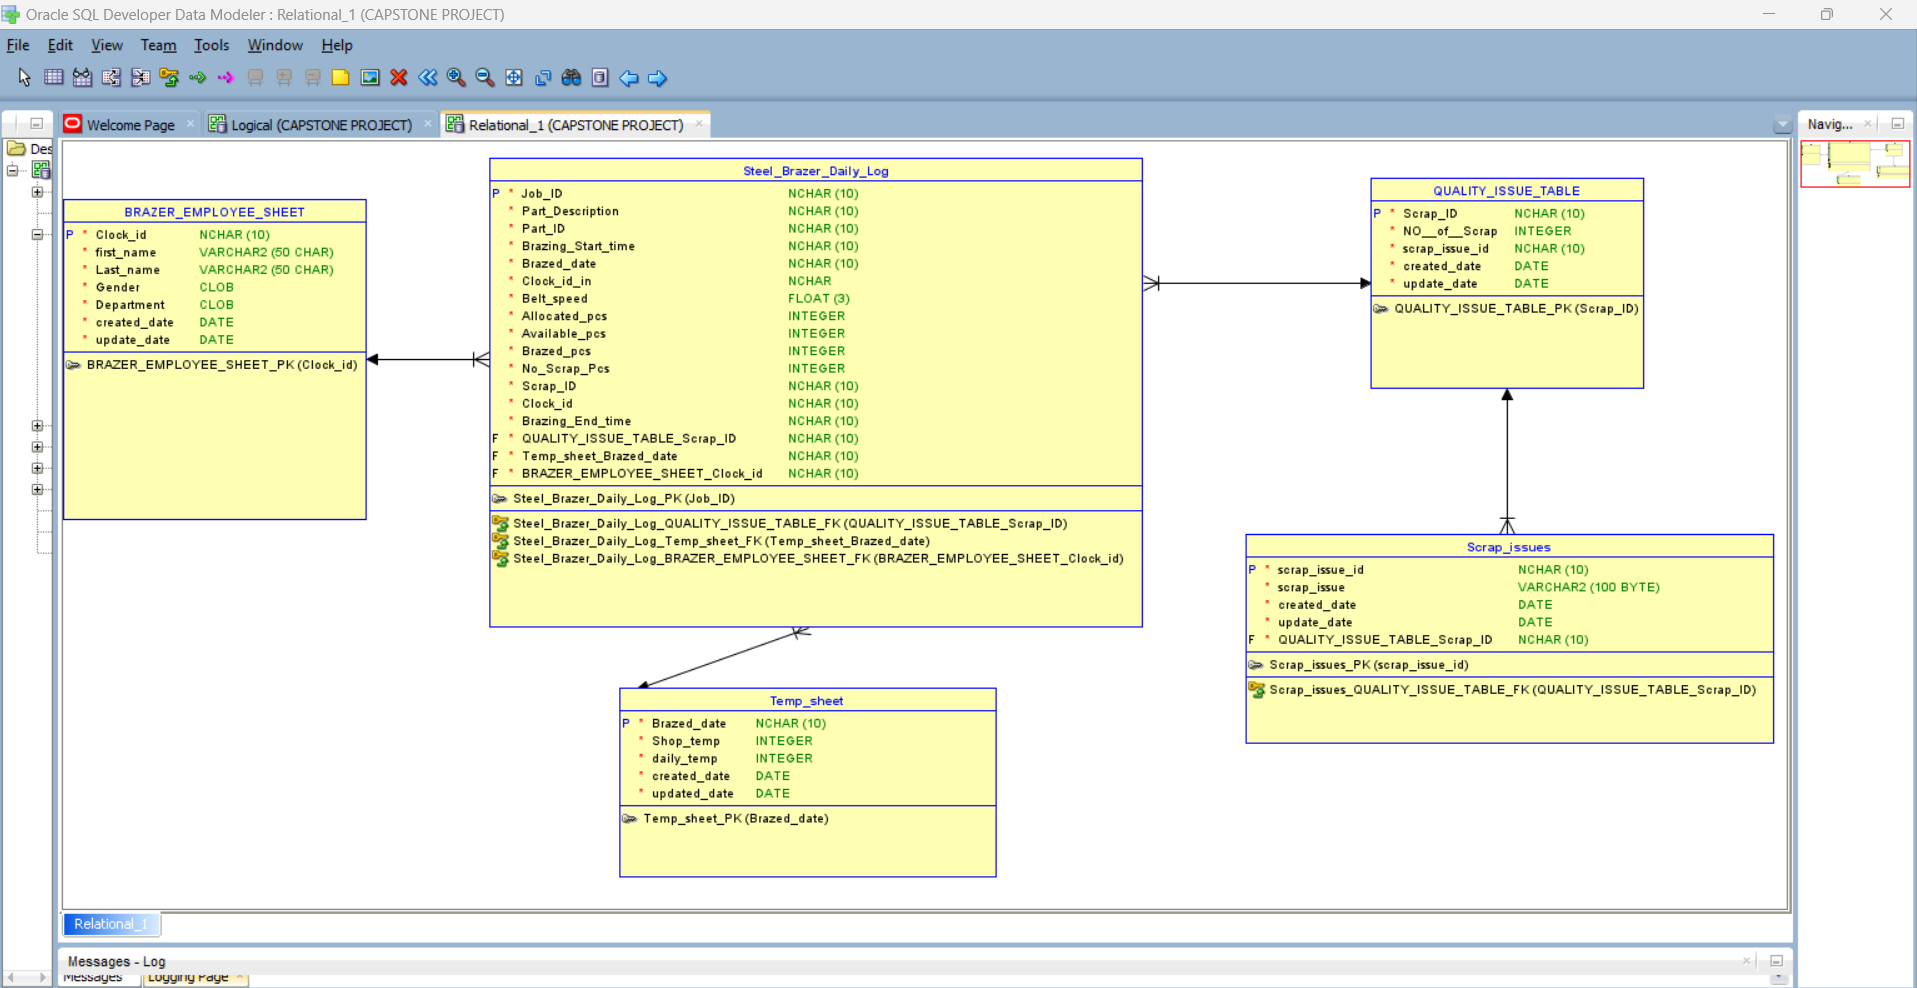 Oracle SQL Developer Data Modeler : Relational_1 (CAPSTONE PROJECT)
File Edit View Team Tools Window Help
Welcome Page
Logical (CAPSTONE PROJECT)
Relational_1 (CAPSTONE PROJECT)
Navig...
Des
BRAZER_EMPLOYEE_SHEET
P * Clock_id NCHAR (10)
* first_name VARCHAR2 (50 CHAR)
* Last_name VARCHAR2 (50 CHAR)
* Gender CLOB
* Department CLOB
* created_date DATE
* update_date DATE
BRAZER_EMPLOYEE_SHEET_PK (Clock_id)
Steel_Brazer_Daily_Log
P * Job_ID NCHAR (10)
* Part_Description NCHAR (10)
* Part_ID NCHAR (10)
* Brazing_Start_time NCHAR (10)
* Brazed_date NCHAR (10)
* Clock_id_in NCHAR
* Belt_speed FLOAT (3)
* Allocated_pcs INTEGER
* Available_pcs INTEGER
* Brazed_pcs INTEGER
* No_Scrap_Pcs INTEGER
* Scrap_ID NCHAR (10)
* Clock_id NCHAR (10)
* Brazing_End_time NCHAR (10)
F * QUALITY_ISSUE_TABLE_Scrap_ID NCHAR (10)
F * Temp_sheet_Brazed_date NCHAR (10)
F * BRAZER_EMPLOYEE_SHEET_Clock_id NCHAR (10)
Steel_Brazer_Daily_Log_PK (Job_ID)
Steel_Brazer_Daily_Log_QUALITY_ISSUE_TABLE_FK (QUALITY_ISSUE_TABLE_Scrap_ID)
Steel_Brazer_Daily_Log_Temp_sheet_FK (Temp_sheet_Brazed_date)
Steel_Brazer_Daily_Log_BRAZER_EMPLOYEE_SHEET_FK (BRAZER_EMPLOYEE_SHEET_Clock_id)
QUALITY_ISSUE_TABLE
P * Scrap_ID NCHAR (10)
* NO__of__Scrap INTEGER
* scrap_issue_id NCHAR (10)
* created_date DATE
* update_date DATE
QUALITY_ISSUE_TABLE_PK (Scrap_ID)
Scrap_issues
P * scrap_issue_id NCHAR (10)
* scrap_issue VARCHAR2 (100 BYTE)
* created_date DATE
* update_date DATE
F * QUALITY_ISSUE_TABLE_Scrap_ID NCHAR (10)
Scrap_issues_PK (scrap_issue_id)
Scrap_issues_QUALITY_ISSUE_TABLE_FK (QUALITY_ISSUE_TABLE_Scrap_ID)
Temp_sheet
P * Brazed_date NCHAR (10)
* Shop_temp INTEGER
* daily_temp INTEGER
* created_date DATE
* updated_date DATE
Temp_sheet_PK (Brazed_date)
Relational_1
Messages - Log
Messages
Logging Page